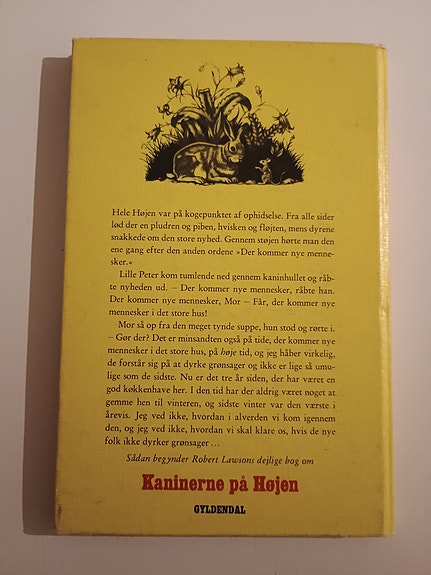 Hele Højen var på kogepunktet af ophidselse. Fra alle sider
lød der en pludren og piben, hvisken og fløjten, mens dyrene
snakkede om den store nyhed. Gennem støjen hørte man den
ene gang efter den anden ordene »Der kommer nye menne-
sker.«
Lille Peter kom tumlende ned gennem kaninhullet og råb-
te nyheden ud. – Der kommer nye mennesker, råbte han.
Der kommer nye mennesker, Mor – Får, der kommer nye
mennesker i det store hus!
Mor så op fra den meget tynde suppe, hun stod og rørte i.
– Gør der? Det er minsandten også på tide, der kommer nye
mennesker i det store hus, på høje tid, og jeg håber virkelig,
de forstår sig på at dyrke grønsager og ikke er lige så umu-
lige som de sidste. Nu er det tre år siden, der har været en
god køkkenhave her. I den tid har der aldrig været noget at
gemme hen til vinteren, og sidste vinter var den værste i
årevis. Jeg ved ikke, hvordan i alverden vi kom igennem
den, og jeg ved ikke, hvordan vi skal klare os, hvis de nye
folk ikke dyrker grønsager ...
Sådan begynder Robert Lawsons dejlige bog om
Kaninerne på Højen
GYLDENDAL